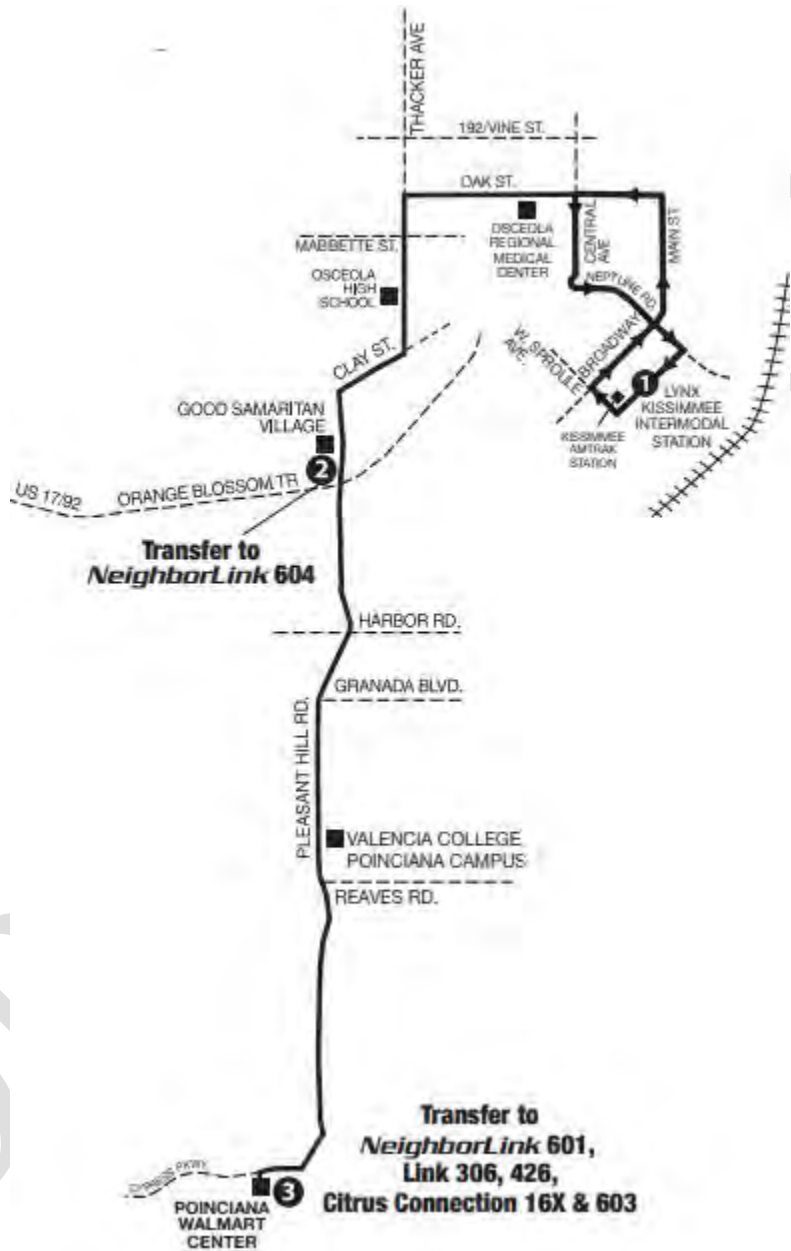 THACKER AVE
192/VINE ST.
OAK ST.
OSCEOLA
REGIONAL
MEDICAL
CENTER
CENTRAL
AVE
MAIN ST
MABBETTE ST.
NEPTUNE RD.
OSCEOLA
HIGH
SCHOOL
BROADWAY
W. SPROULE
AVE.
CLAY ST.
1
LYNX
KISSIMMEE
INTERMODAL
STATION
KISSIMMEE
AMTRAK
STATION
GOOD SAMARITAN
VILLAGE
2
US 17/92
ORANGE BLOSSOM TR
Transfer to
NeighborLink 604
HARBOR RD.
GRANADA BLVD.
PLEASANT HILL RD.
VALENCIA COLLEGE
POINCIANA CAMPUS
REAVES RD.
Transfer to
NeighborLink 601,
Link 306, 426,
Citrus Connection 16X & 603
CYPRESS PKWY.
3
POINCIANA
WALMART
CENTER